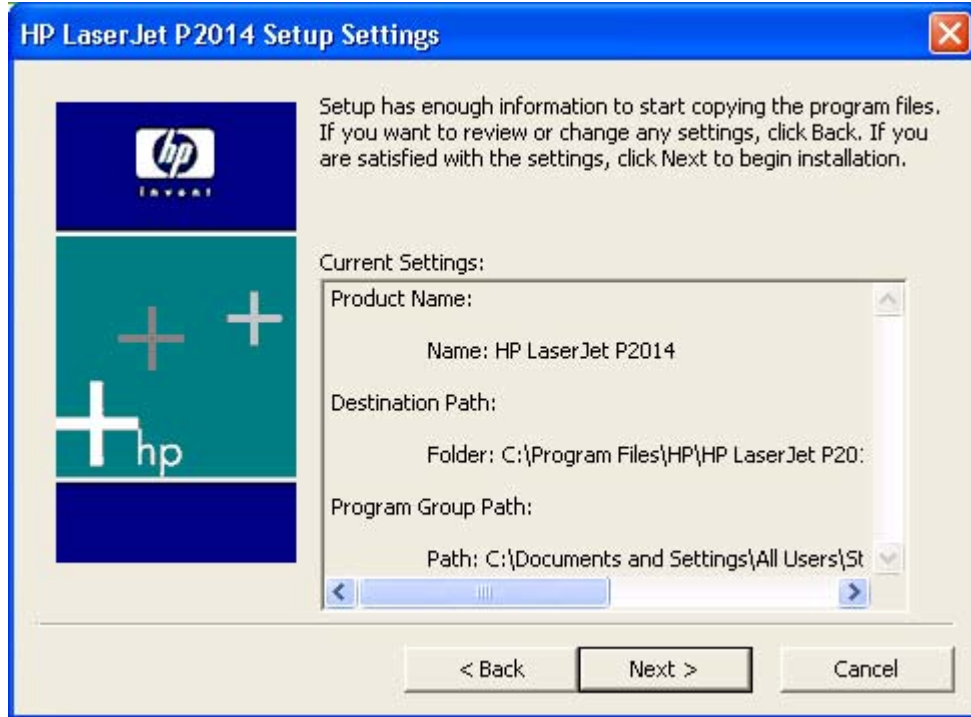 HP LaserJet P2014 Setup Settings
hp
invent
Setup has enough information to start copying the program files.
If you want to review or change any settings, click Back. If you
are satisfied with the settings, click Next to begin installation.
Current Settings:
Product Name:
Name: HP LaserJet P2014
Destination Path:
Folder: C:\Program Files\HP\HP LaserJet P20
Program Group Path:
Path: C:\Documents and Settings\All Users\St
hp
< Back
Next >
Cancel